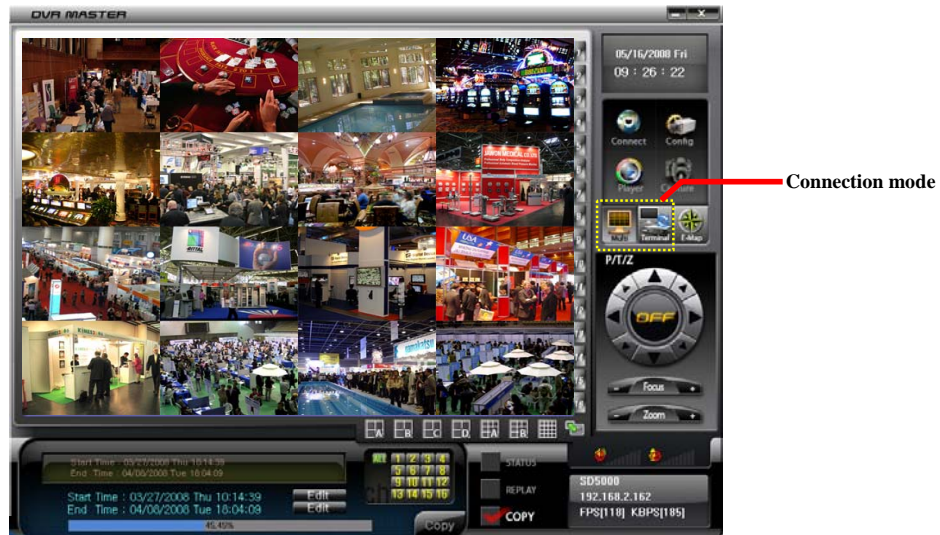 DVR MASTER
05/16/2008 Fri
09 : 26 : 22
Connect Config
Player Capture
Connection mode
Mgg Terminal E-Map
P/T/Z
OFF
- Focus +
- Zoom +
A B C D A B
Start Time : 03/27/2008 Thu 10:14:39
End Time : 04/08/2008 Tue 18:04:09
Start Time : 03/27/2008 Thu 10:14:39 Edit
End Time : 04/08/2008 Tue 18:04:09 Edit
45,45%
ALL 1 2 3 4
5 6 7 8
9 10 11 12
13 14 15 16
Copy
STATUS
REPLAY
COPY
SD5000
192.168.2.162
FPS[118] KBPS[185]